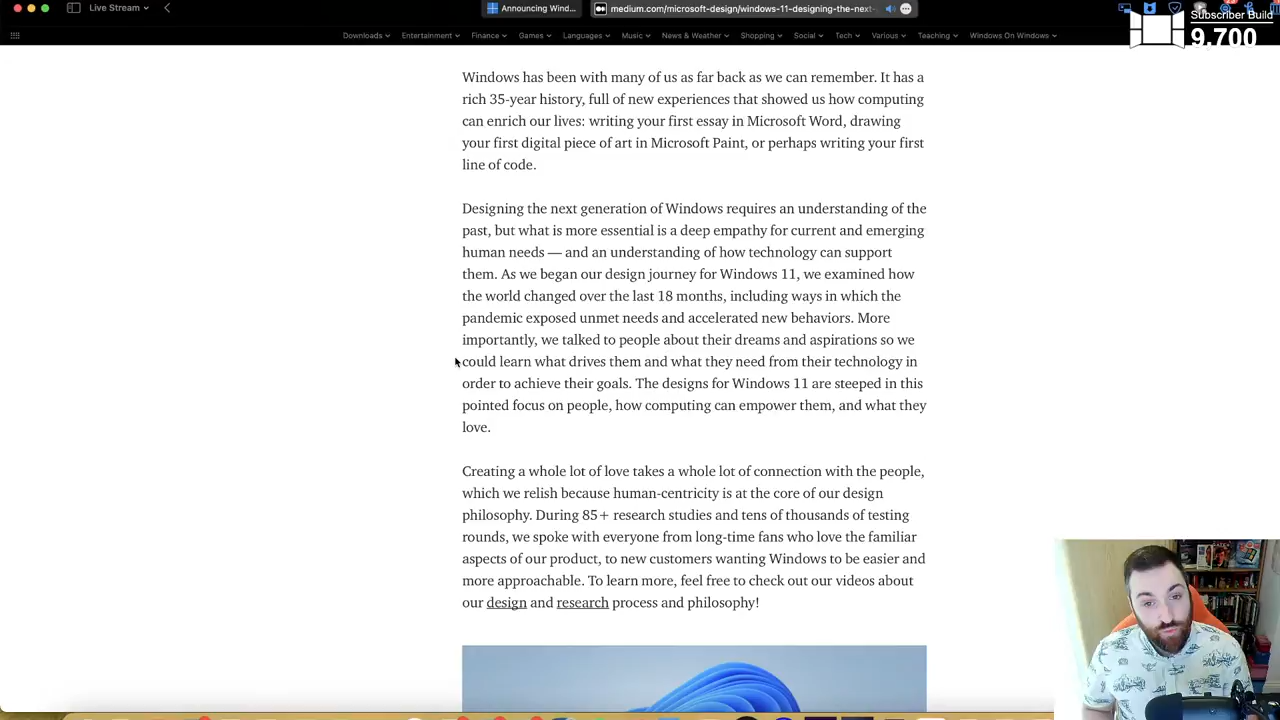 Live Stream
Announcing Wind...
medium.com/microsoft-design/windows-11-designing-the-next-
Subscriber Build
9,700
Downloads
Entertainment
Finance
Games
Languages
Music
News & Weather
Shopping
Social
Tech
Various
Teaching
Windows On Windows
Windows has been with many of us as far back as we can remember. It has a
rich 35-year history, full of new experiences that showed us how computing
can enrich our lives: writing your first essay in Microsoft Word, drawing
your first digital piece of art in Microsoft Paint, or perhaps writing your first
line of code.
Designing the next generation of Windows requires an understanding of the
past, but what is more essential is a deep empathy for current and emerging
human needs — and an understanding of how technology can support
them. As we began our design journey for Windows 11, we examined how
the world changed over the last 18 months, including ways in which the
pandemic exposed unmet needs and accelerated new behaviors. More
importantly, we talked to people about their dreams and aspirations so we
could learn what drives them and what they need from their technology in
order to achieve their goals. The designs for Windows 11 are steeped in this
pointed focus on people, how computing can empower them, and what they
love.
Creating a whole lot of love takes a whole lot of connection with the people,
which we relish because human-centricity is at the core of our design
philosophy. During 85+ research studies and tens of thousands of testing
rounds, we spoke with everyone from long-time fans who love the familiar
aspects of our product, to new customers wanting Windows to be easier and
more approachable. To learn more, feel free to check out our videos about
our design and research process and philosophy!